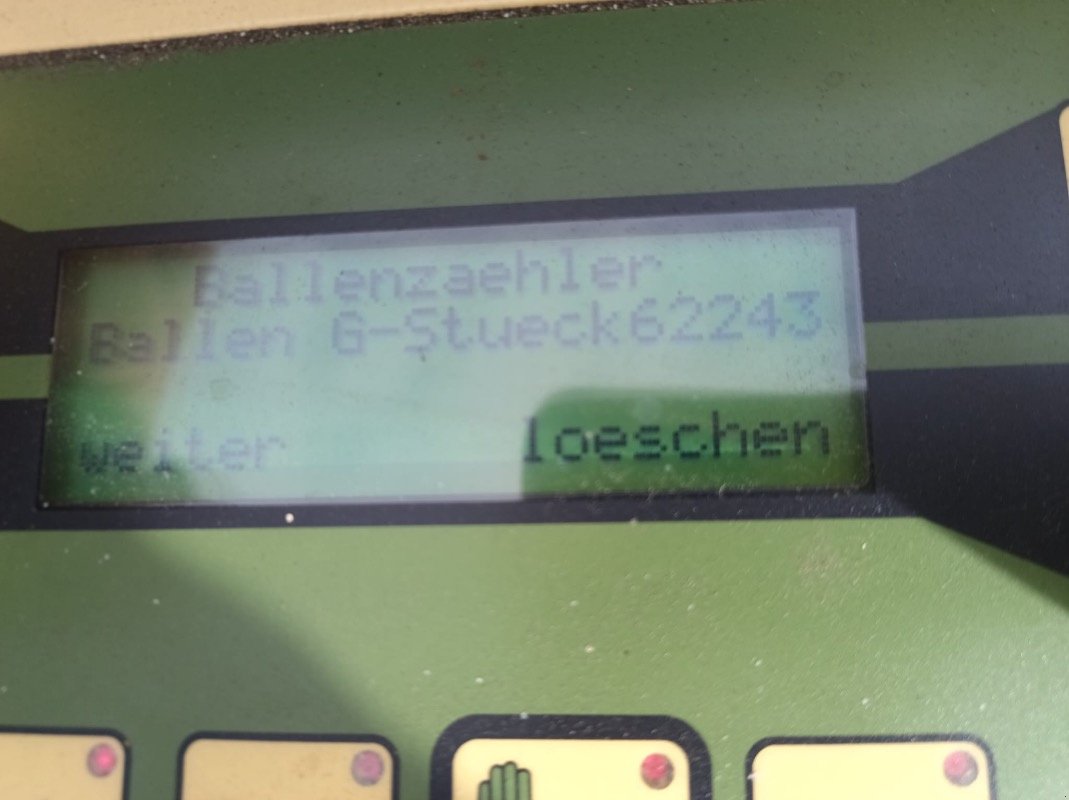 Ballenzaehler
Ballen G-Stueck62243
weiter loeschen